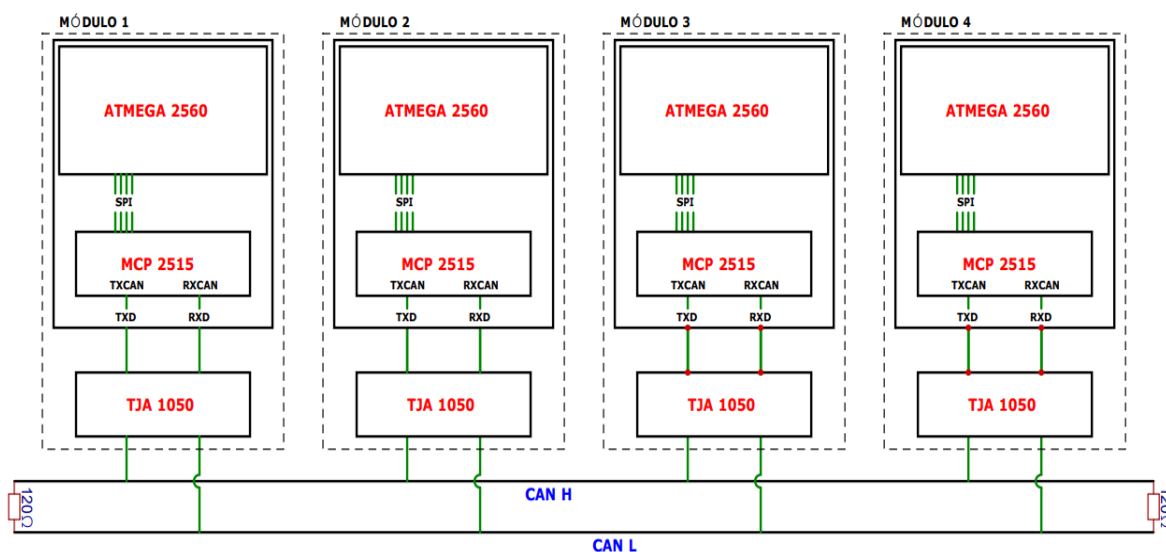 MÓDULO 1
ATMEGA 2560
SPI
MCP 2515
TXCAN RXCAN
TXD RXD
TJA 1050
MÓDULO 2
ATMEGA 2560
SPI
MCP 2515
TXCAN RXCAN
TXD RXD
TJA 1050
MÓDULO 3
ATMEGA 2560
SPI
MCP 2515
TXCAN RXCAN
TXD RXD
TJA 1050
MÓDULO 4
ATMEGA 2560
SPI
MCP 2515
TXCAN RXCAN
TXD RXD
TJA 1050
120Ω
CAN H
120Ω
CAN L